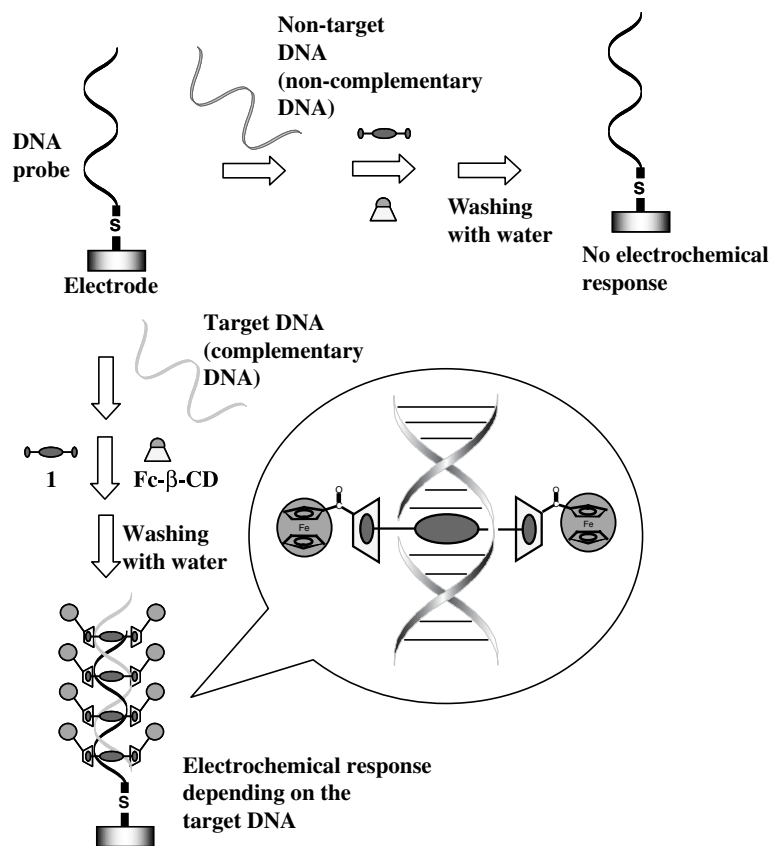 Non-target
DNA
(non-complementary
DNA)
DNA
probe
S
Electrode
Washing
with water
S
No electrochemical
response
Target DNA
(complementary
DNA)
1
Fc-β-CD
Washing
with water
O
C
Fe
O
C
Fe
Electrochemical response
depending on the
target DNA
S